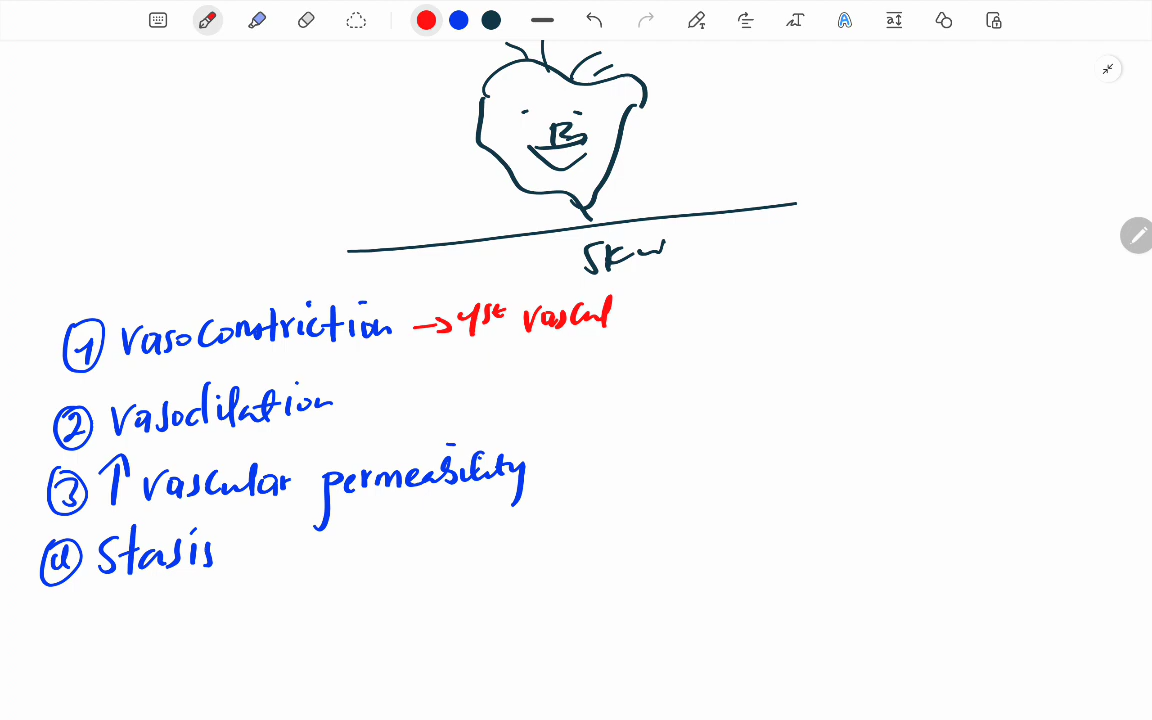 B
Skin
① vasoconstriction → 1st vascul
② vasodilation
③ ↑ vascular permeability
④ Stasis